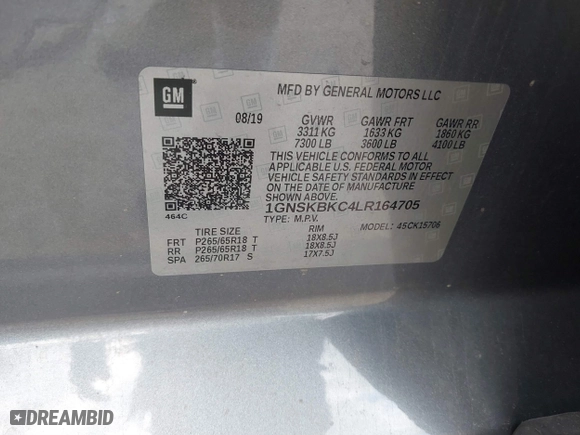 GM
MFD BY GENERAL MOTORS LLC
08/19 GVWR GAWR FRT GAWR RR
3311 KG 1633 KG 1860 KG
7300 LB 3600 LB 4100 LB
THIS VEHICLE CONFORMS TO ALL
APPLICABLE U.S. FEDERAL MOTOR
VEHICLE SAFETY STANDARDS IN EFFECT
ON THE DATE OF MANUFACTURE SHOWN ABOVE.
464C
1GNSKBKC4LR164705
TYPE: M.P.V. MODEL: 4SCK15706
TIRE SIZE RIM
FRT P265/65R18 T 18X8.5J
RR P265/65R18 T 18X8.5J
SPA 265/70R17 S 17X7.5J
DREAMBID